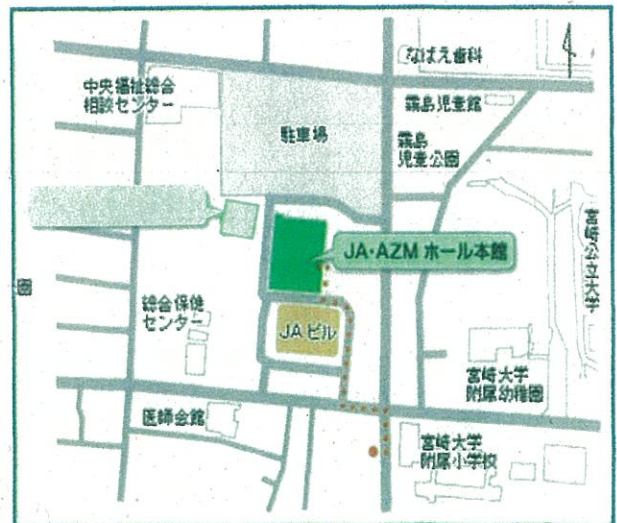 なばえ歯科
中央福祉総合
相談センター
霧島児童館
駐車場
霧島
児童公園
宮崎公立大学
JA・AZM ホール本館
園
総合保健
センター
JA ビル
宮崎大学
附属幼稚園
医師会館
宮崎大学
附属小学校